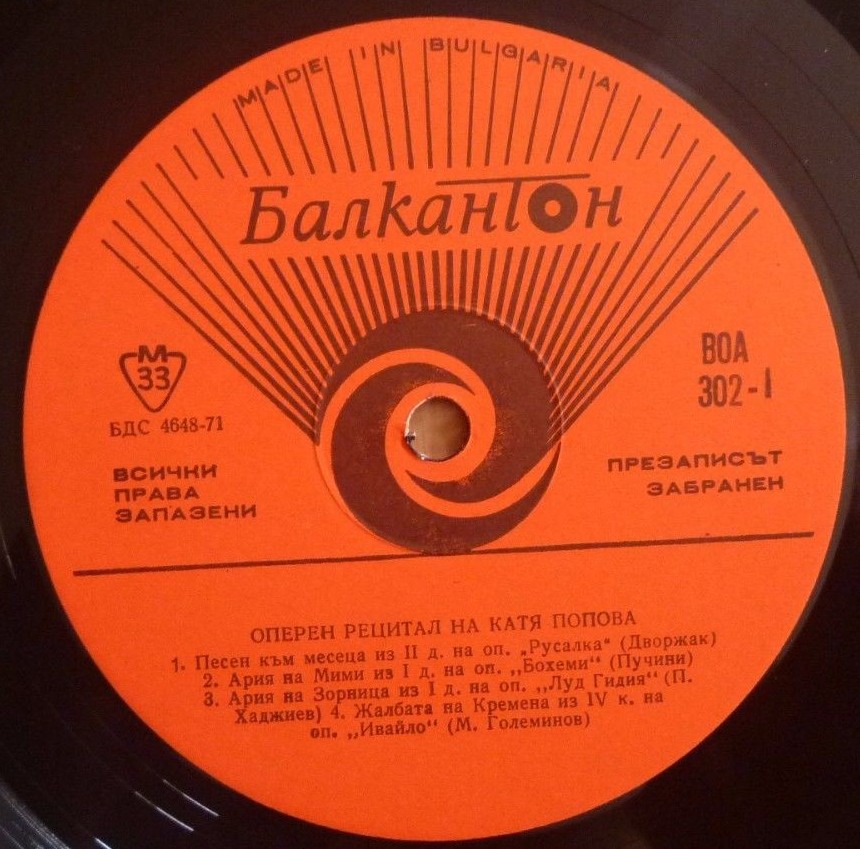 MADE IN BULGARIA
Балкантон
М
33
БДС 4648-71
ВОА
302-1
ВСИЧКИ
ПРАВА
ЗАПАЗЕНИ
ПРЕЗАПИСЪТ
ЗАБРАНЕН
ОПЕРЕН РЕЦИТАЛ НА КАТЯ ПОПОВА
1. Песен към месеца из II д. на оп. „Русалка“ (Дворжак)
2. Ария на Мими из I д. на оп. „Бохеми“ (Пучини)
3. Ария на Зорница из I д. на оп. „Луд Гидия“ (П.
Хаджиев) 4. Жалбата на Кремена из IV к. на
оп. „Ивайло“ (М. Големинов)